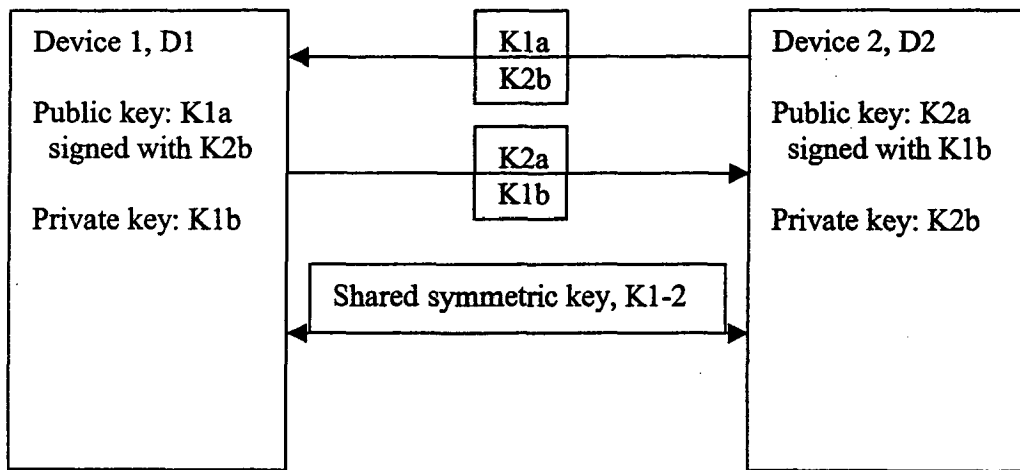 Device 1, D1
Public key: K1a
signed with K2b
Private key: K1b
K1a
K2b
K2a
K1b
Shared symmetric key, K1-2
Device 2, D2
Public key: K2a
signed with K1b
Private key: K2b